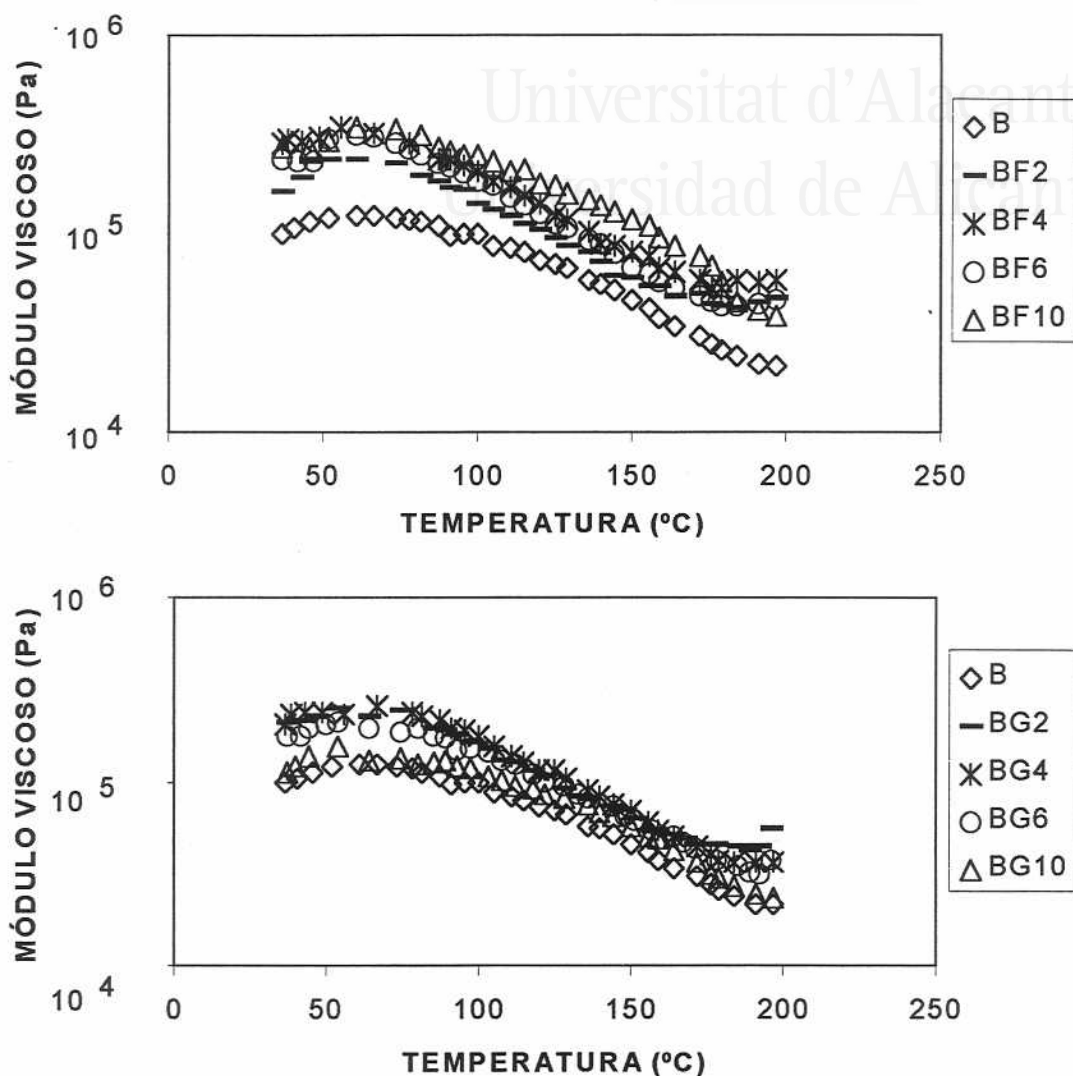 Universitat d'Alacant
Universidad de Alicant
MÓDULO VISCOSO (Pa)
10 6
10 5
10 4
0 50 100 150 200 250
TEMPERATURA (ºC)
B
BF2
BF4
BF6
BF10
MÓDULO VISCOSO (Pa)
10 6
10 5
10 4
0 50 100 150 200 250
TEMPERATURA (ºC)
B
BG2
BG4
BG6
BG10